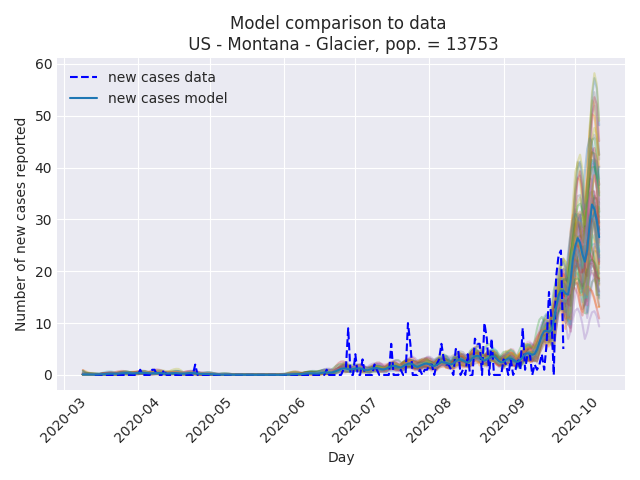 Model comparison to data
US - Montana - Glacier, pop. = 13753
Number of new cases reported
60
50
40
30
20
10
0
new cases data
new cases model
2020-03
2020-04
2020-05
2020-06
2020-07
2020-08
2020-09
2020-10
Day